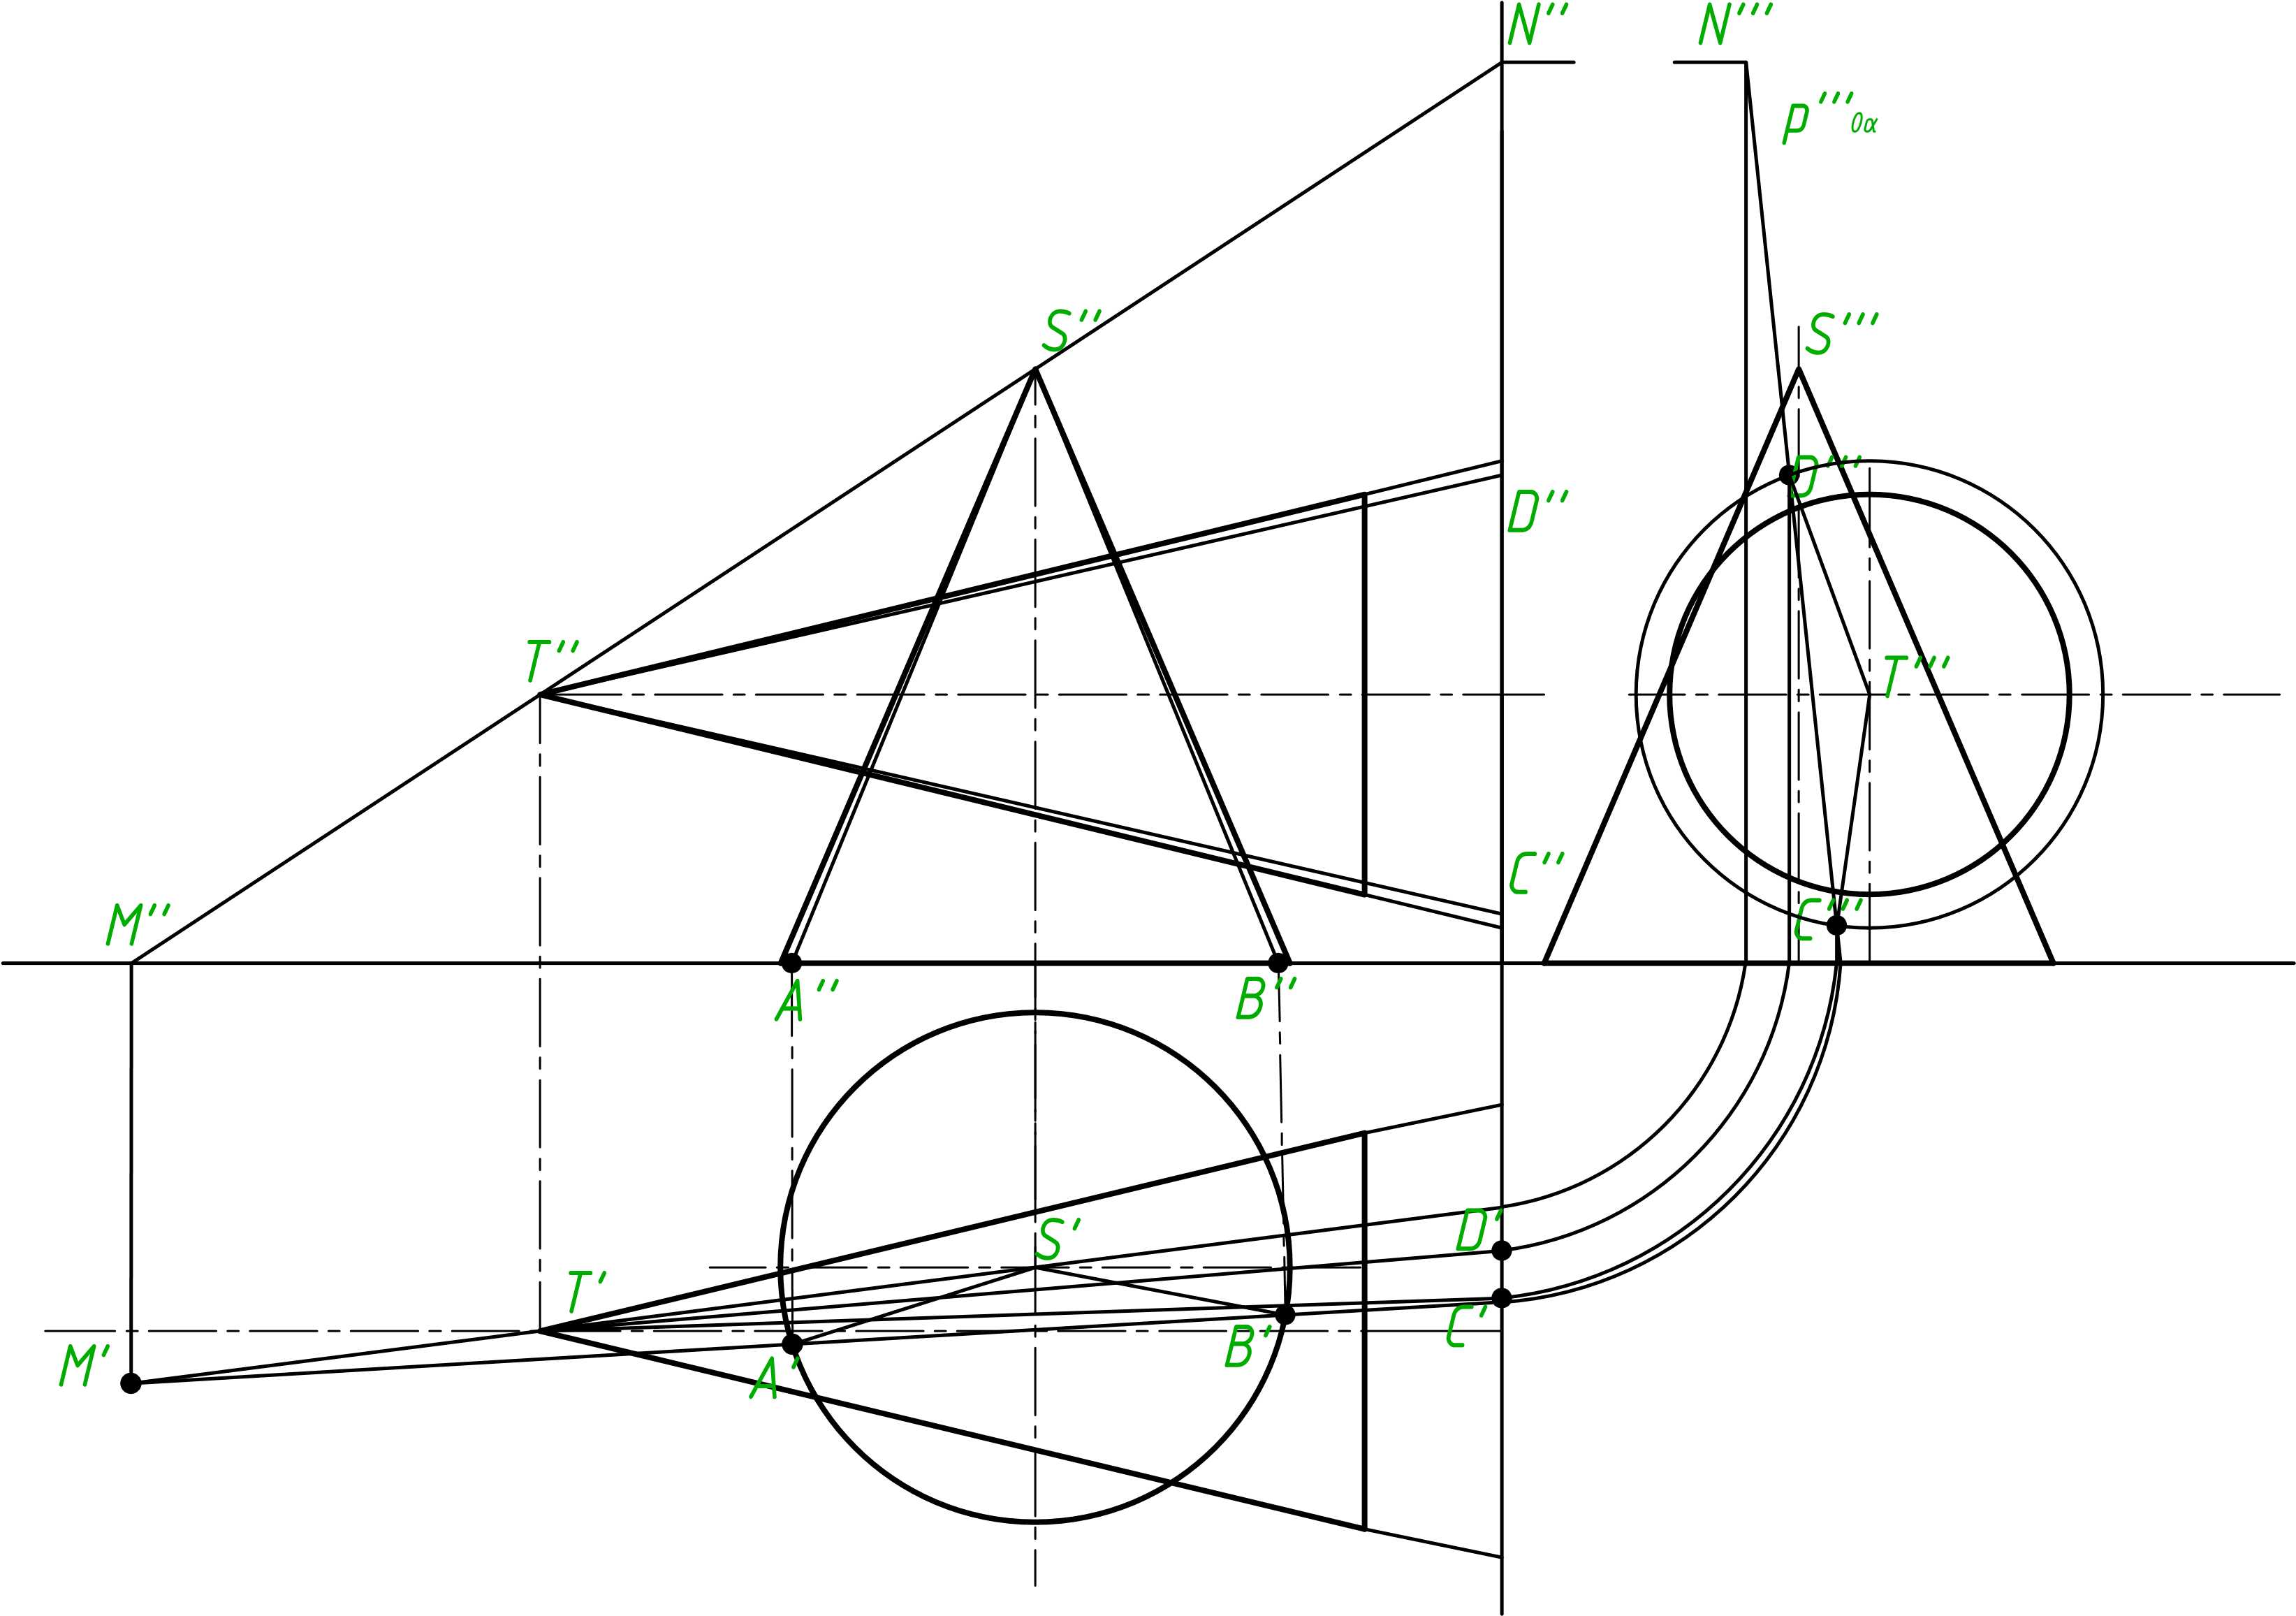 N″ N‴
P‴0α
S″ S‴
D″ D‴
T″ T‴
C″ C‴
M″
A″ B″
S′ D′
T′
M′ A′ B′ C′